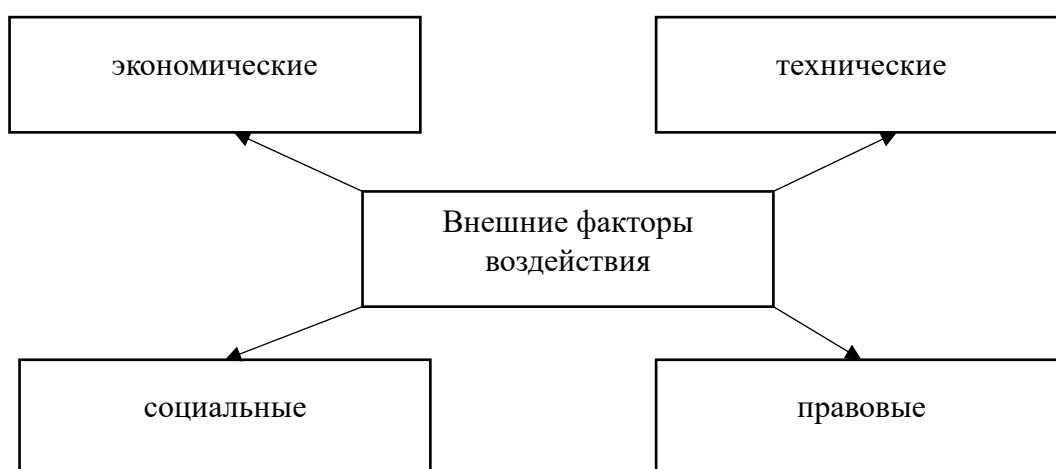 экономические
технические
Внешние факторы
воздействия
социальные
правовые